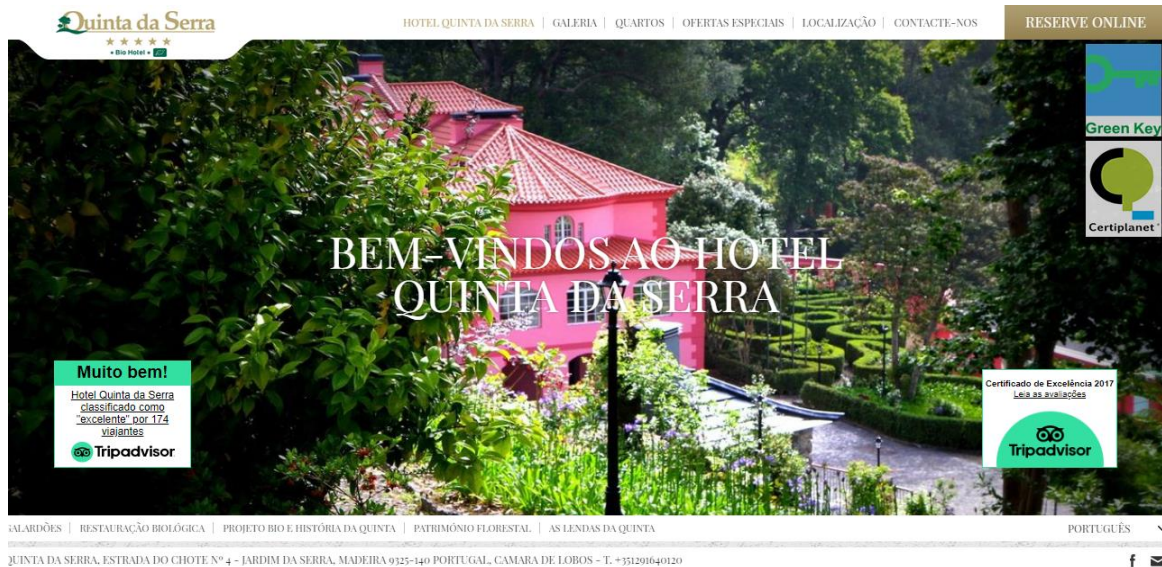 Quinta da Serra
• Bio Hotel •
HOTEL QUINTA DA SERRA | GALERIA | QUARTOS | OFERTAS ESPECIAIS | LOCALIZAÇÃO | CONTACTE-NOS
RESERVE ONLINE
Green Key
Certiplanet
BEM-VINDOS AO HOTEL
QUINTA DA SERRA
Muito bem!
Hotel Quinta da Serra
classificado como
"excelente" por 174
viajantes
Tripadvisor
Certificado de Excelência 2017
Leia as avaliações
Tripadvisor
GALARDÕES | RESTAURAÇÃO BIOLÓGICA | PROJETO BIO E HISTÓRIA DA QUINTA | PATRIMÓNIO FLORESTAL | AS LENDAS DA QUINTA
PORTUGUÊS
QUINTA DA SERRA, ESTRADA DO CHOTE Nº 4 - JARDIM DA SERRA, MADEIRA 9325-140 PORTUGAL, CAMARA DE LOBOS - T. +351291640120